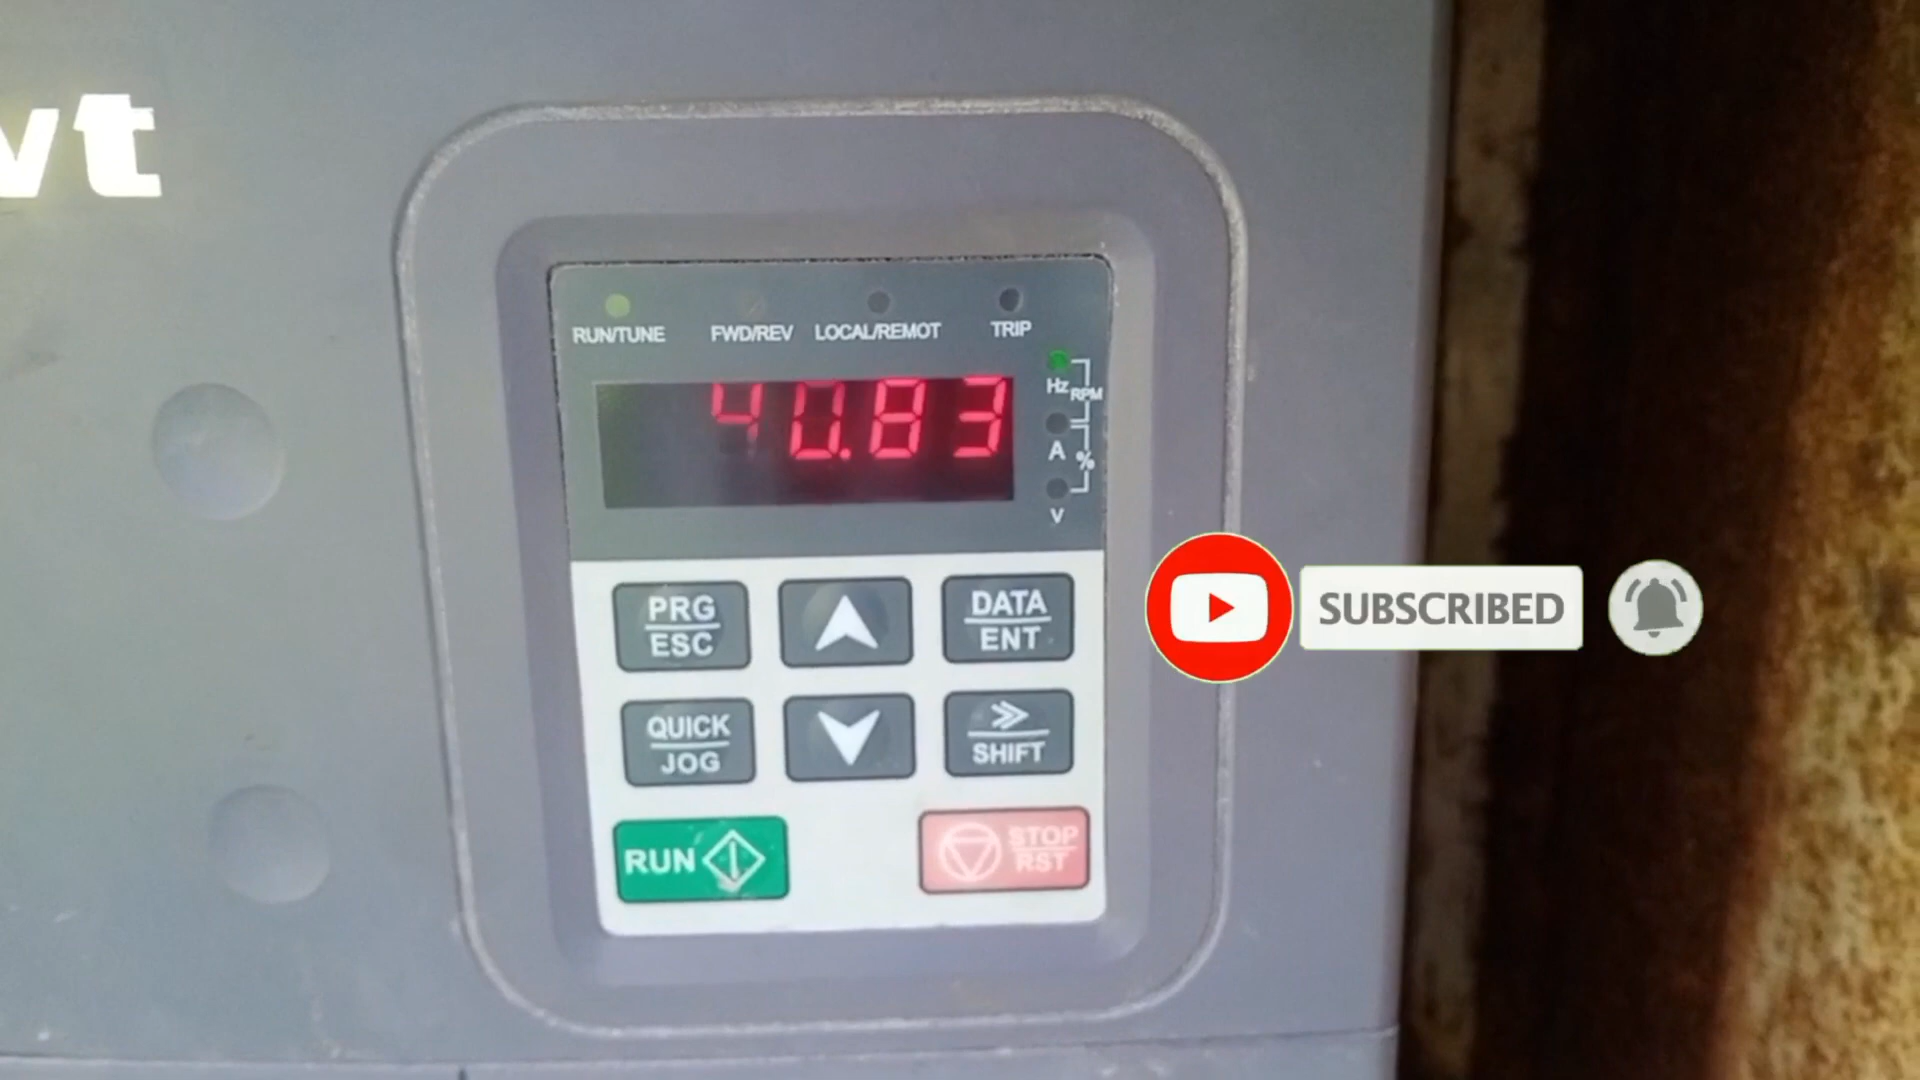 vt
RUN/TUNE FWD/REV LOCAL/REMOT TRIP
Hz
RPM
40.83
A
%
V
PRG
ESC
DATA
ENT
SUBSCRIBED
QUICK
JOG
SHIFT
RUN
STOP
RST